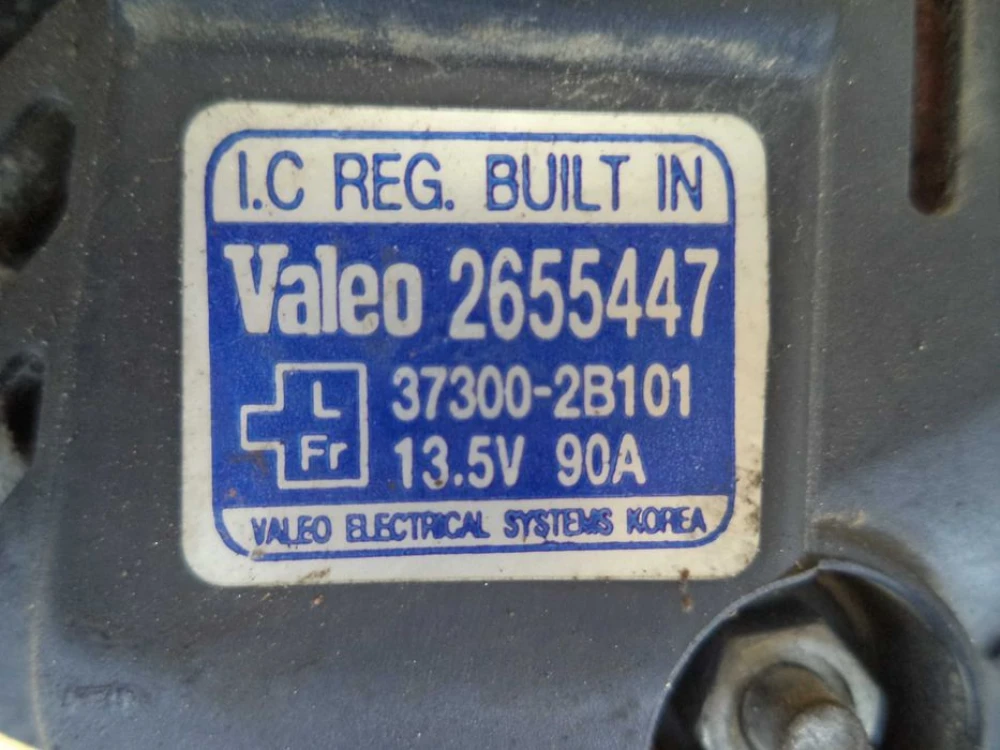 I.C REG. BUILT IN
Valeo 2655447
L 37300-2B101
Fr 13.5V 90A
VALEO ELECTRICAL SYSTEMS KOREA